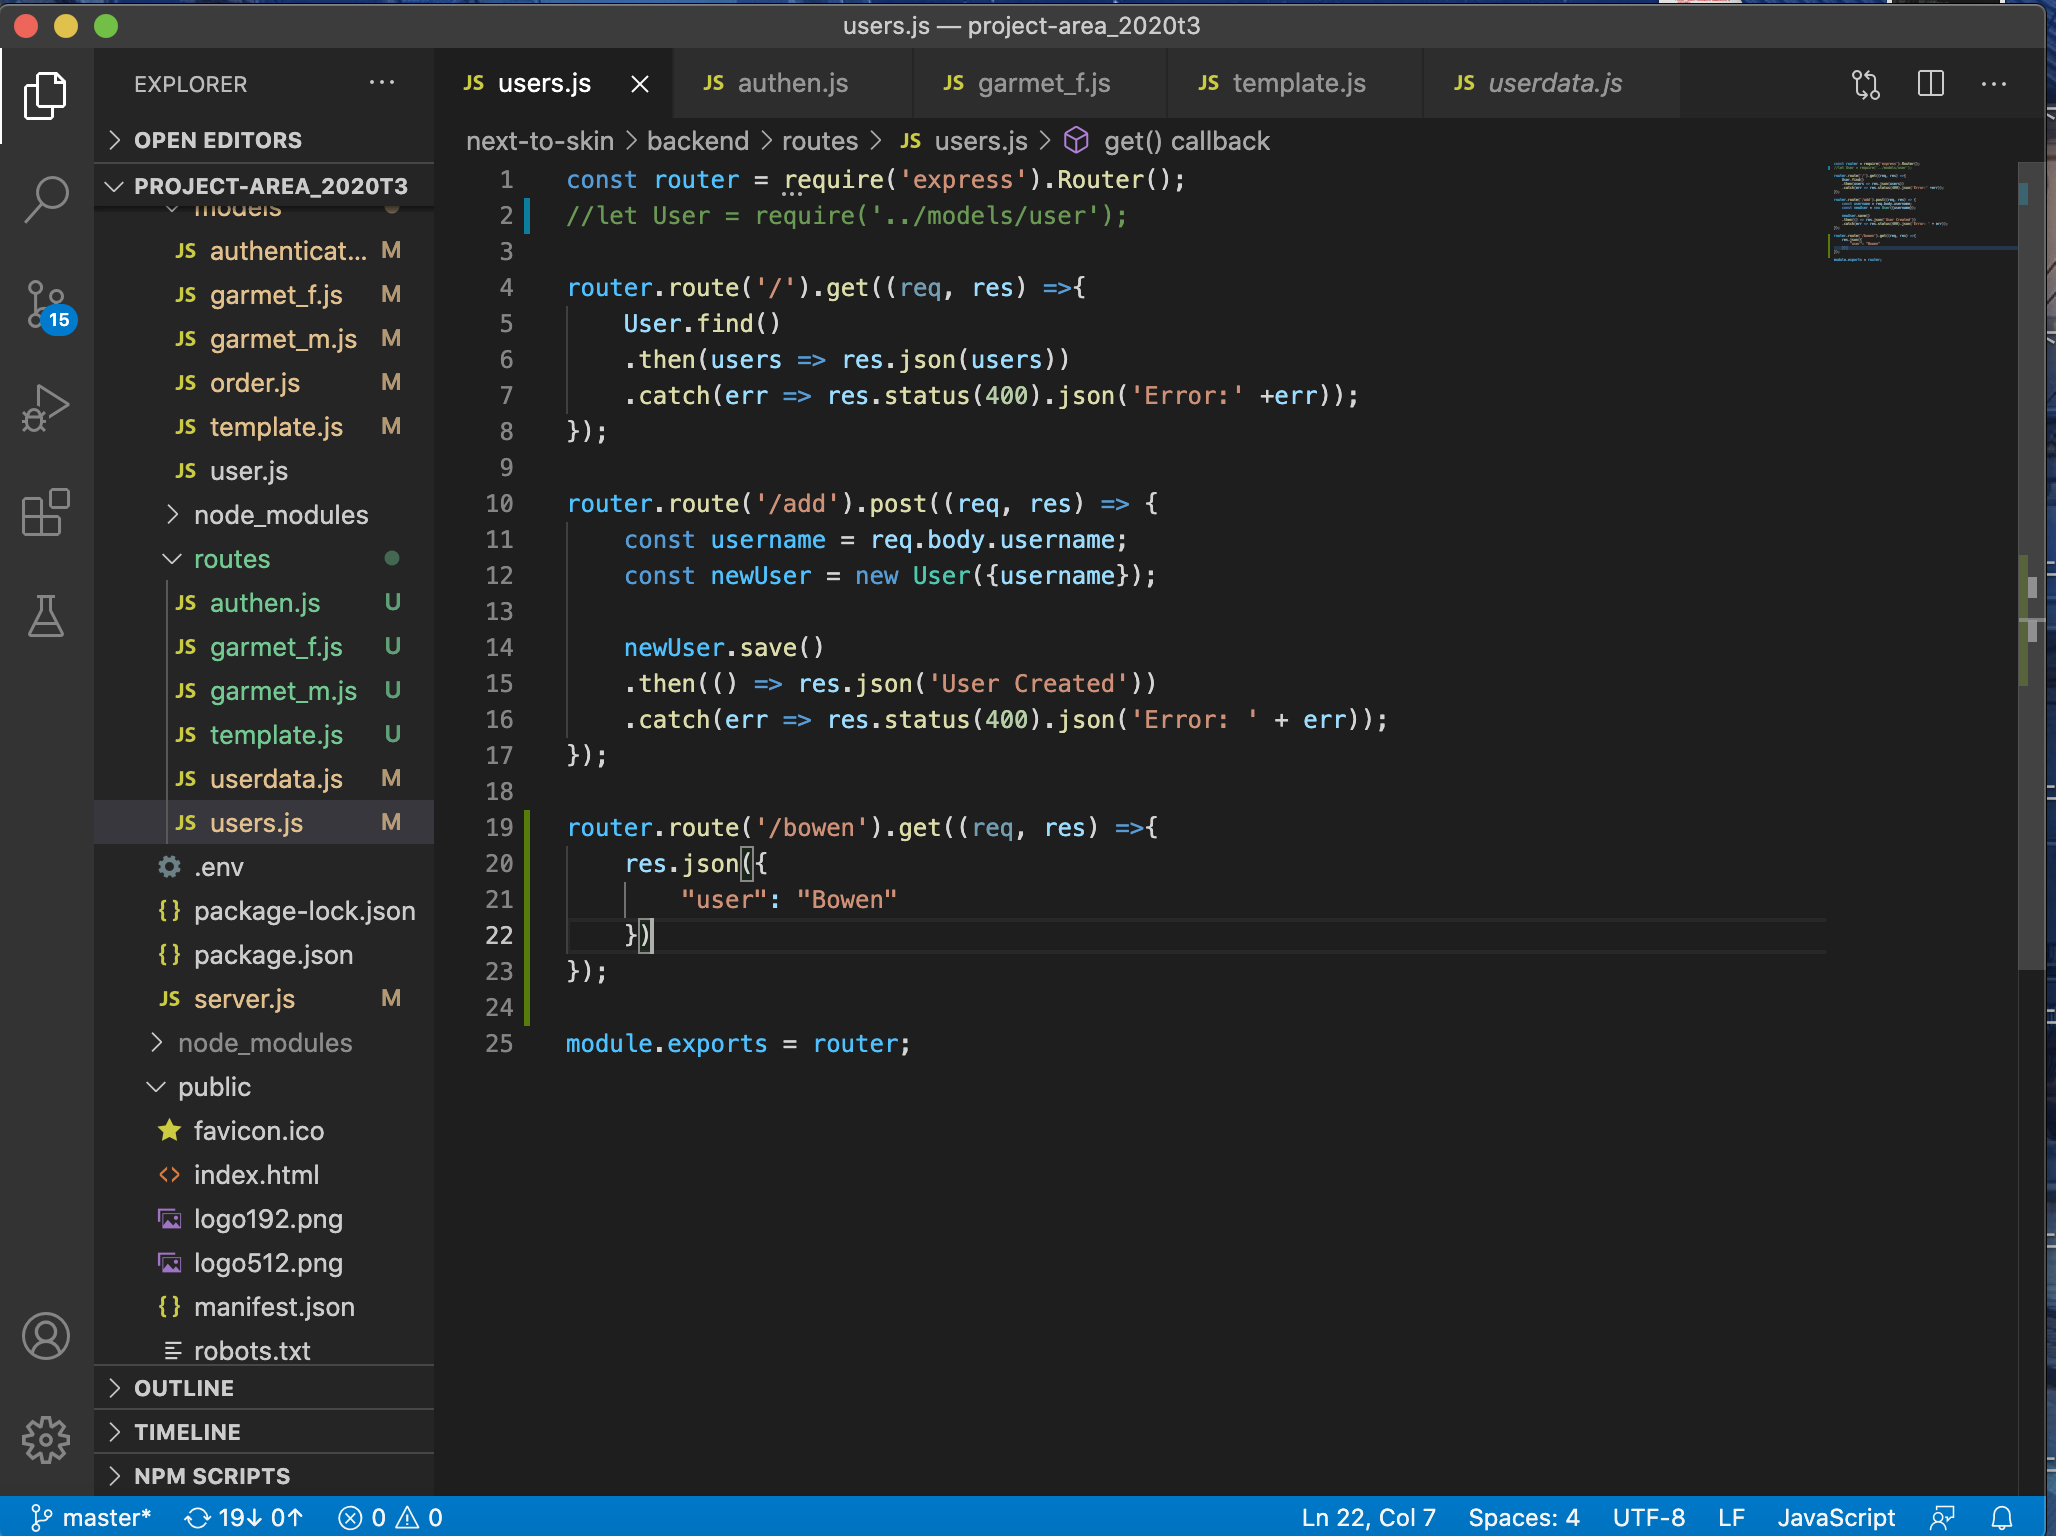 users.js — project-area_2020t3
EXPLORER
OPEN EDITORS
PROJECT-AREA_2020T3
models
JS authenticat... M
JS garmet_f.js M
JS garmet_m.js M
JS order.js M
JS template.js M
JS user.js
node_modules
routes
JS authen.js U
JS garmet_f.js U
JS garmet_m.js U
JS template.js U
JS userdata.js M
JS users.js M
.env
{} package-lock.json
{} package.json
JS server.js M
node_modules
public
favicon.ico
<> index.html
logo192.png
logo512.png
{} manifest.json
robots.txt
OUTLINE
TIMELINE
NPM SCRIPTS
15
JS users.js JS authen.js JS garmet_f.js JS template.js JS userdata.js
next-to-skin > backend > routes > JS users.js > get() callback
1 const router = require('express').Router();
2 //let User = require('../models/user');
3
4 router.route('/').get((req, res) =>{
5     User.find()
6     .then(users => res.json(users))
7     .catch(err => res.status(400).json('Error:' +err));
8 });
9
10 router.route('/add').post((req, res) => {
11     const username = req.body.username;
12     const newUser = new User({username});
13
14     newUser.save()
15     .then(() => res.json('User Created'))
16     .catch(err => res.status(400).json('Error: ' + err));
17 });
18
19 router.route('/bowen').get((req, res) =>{
20     res.json({
21         "user": "Bowen"
22     })
23 });
24
25 module.exports = router;
master* 19↓ 0↑ 0 0 Ln 22, Col 7 Spaces: 4 UTF-8 LF JavaScript